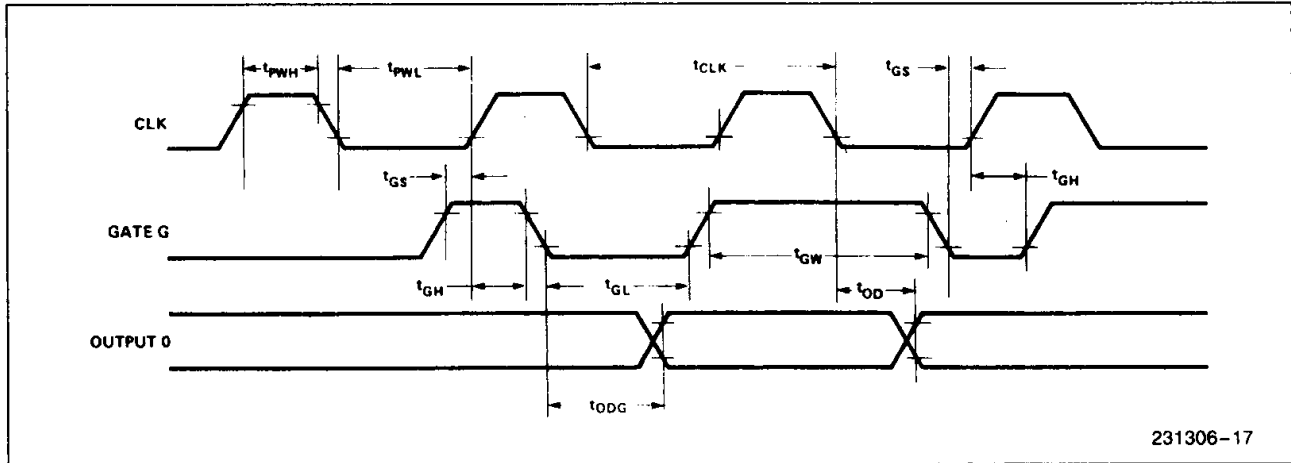 tPWH
tPWL
tCLK
tGS
CLK
tGS
tGH
GATE G
tGW
tGH
tGL
tOD
OUTPUT 0
tODG
231306-17